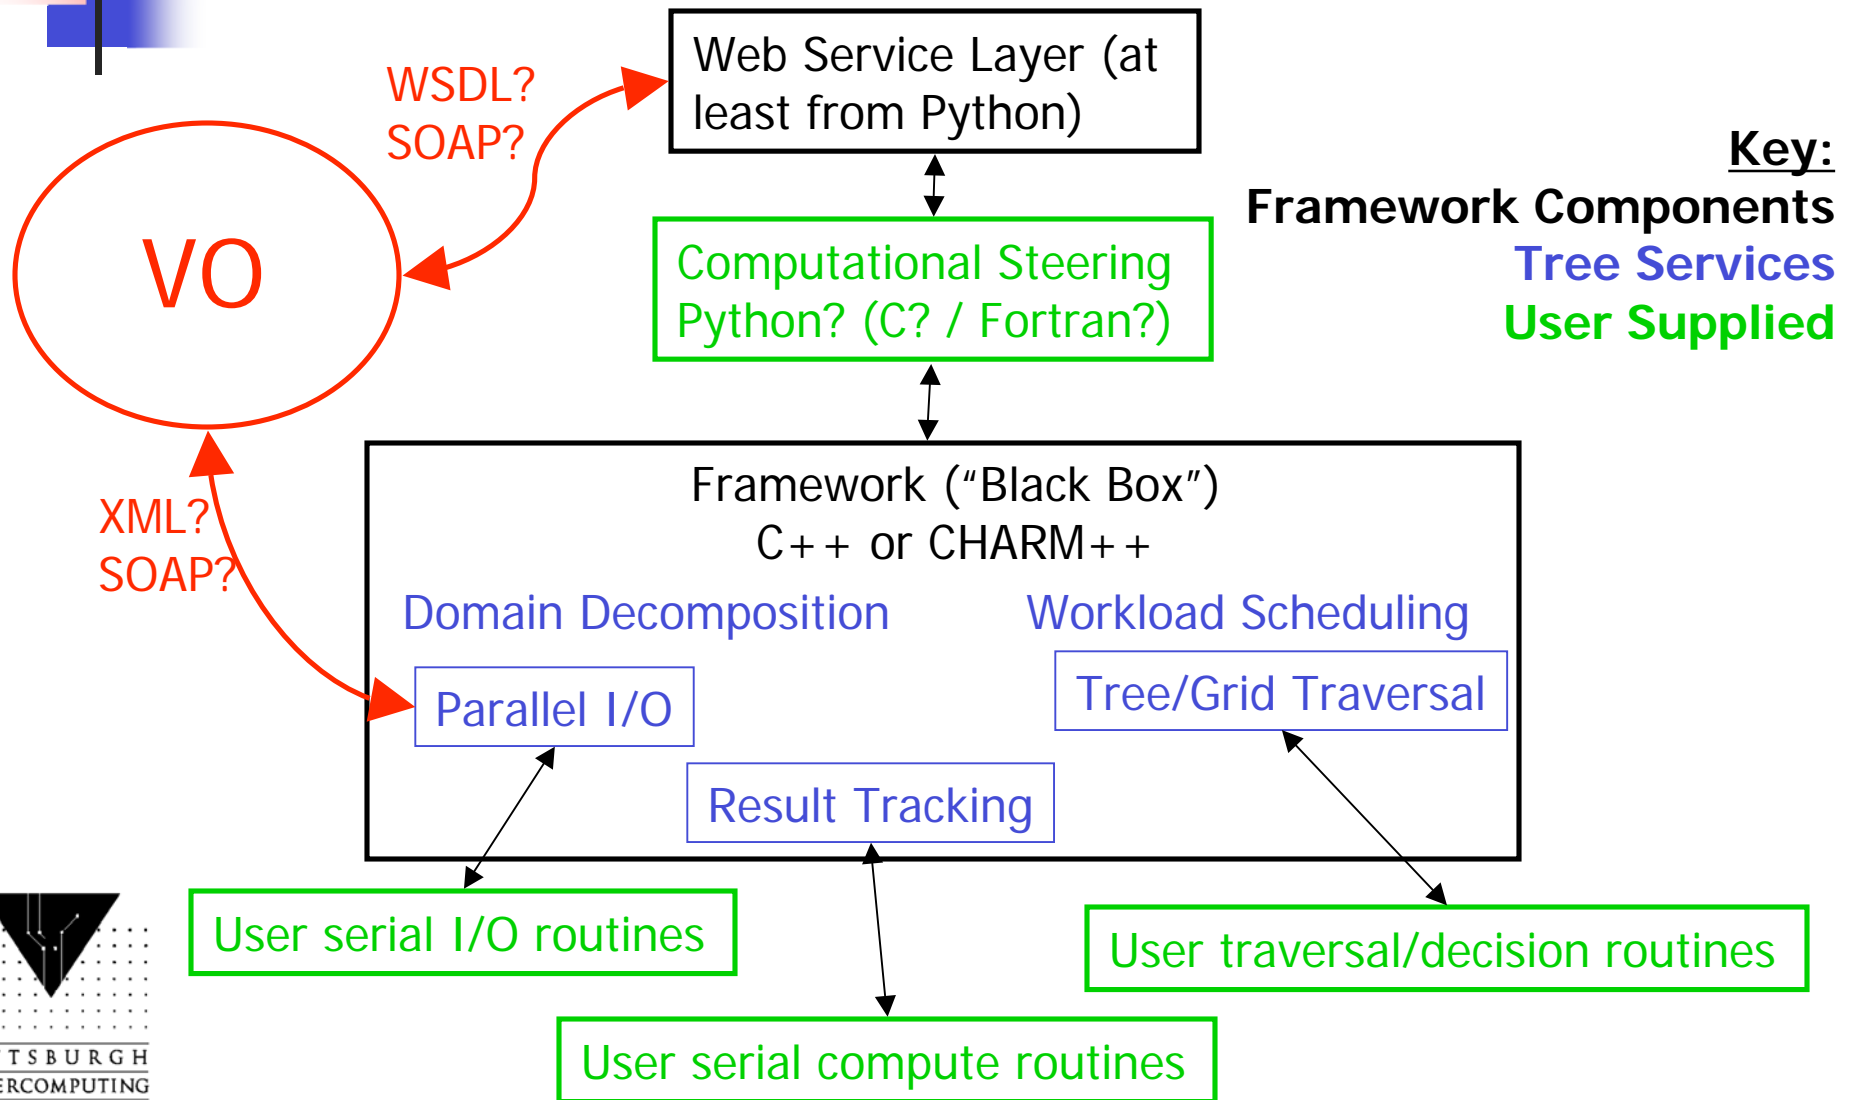 WSDL?
SOAP?
Web Service Layer (at
least from Python)
Key:
Framework Components
Tree Services
User Supplied
VO
Computational Steering
Python? (C? / Fortran?)
XML?
SOAP?
Framework (“Black Box”)
C++ or CHARM++
Domain Decomposition
Workload Scheduling
Parallel I/O
Tree/Grid Traversal
Result Tracking
User serial I/O routines
User traversal/decision routines
User serial compute routines
TSBURGH
ERCOMPUTING